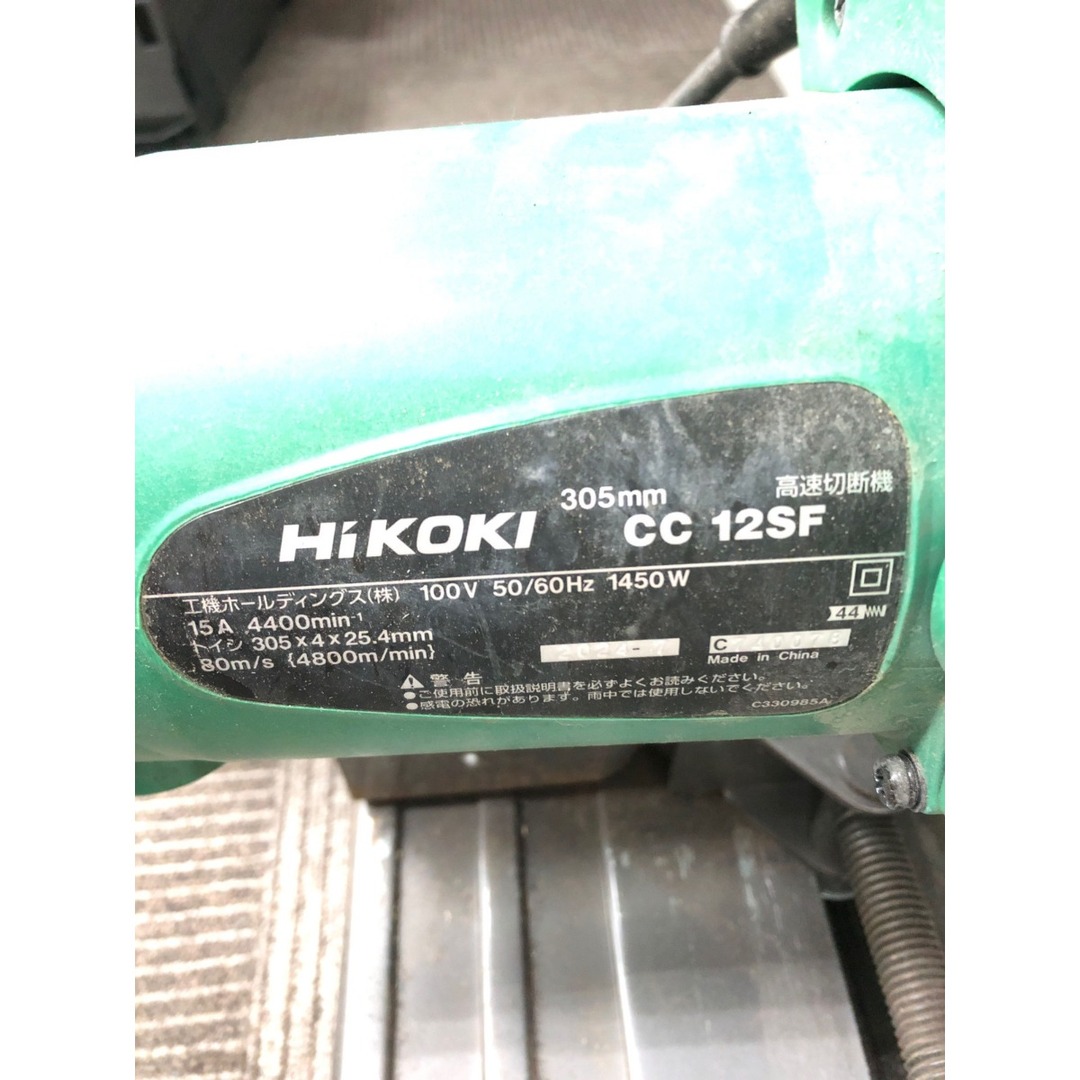 高速切断機
HiKOKI 305mm CC 12SF
工機ホールディングス(株) 100V 50/60Hz 1450W
15A 4400min⁻¹
トイシ 305×4×25.4mm
80m/s {4800m/min}
44
C
Made in China
⚠警告
●ご使用前に取扱説明書を必ずよくお読みください。
●感電の恐れがあります。雨中では使用しないでください。
C330985A